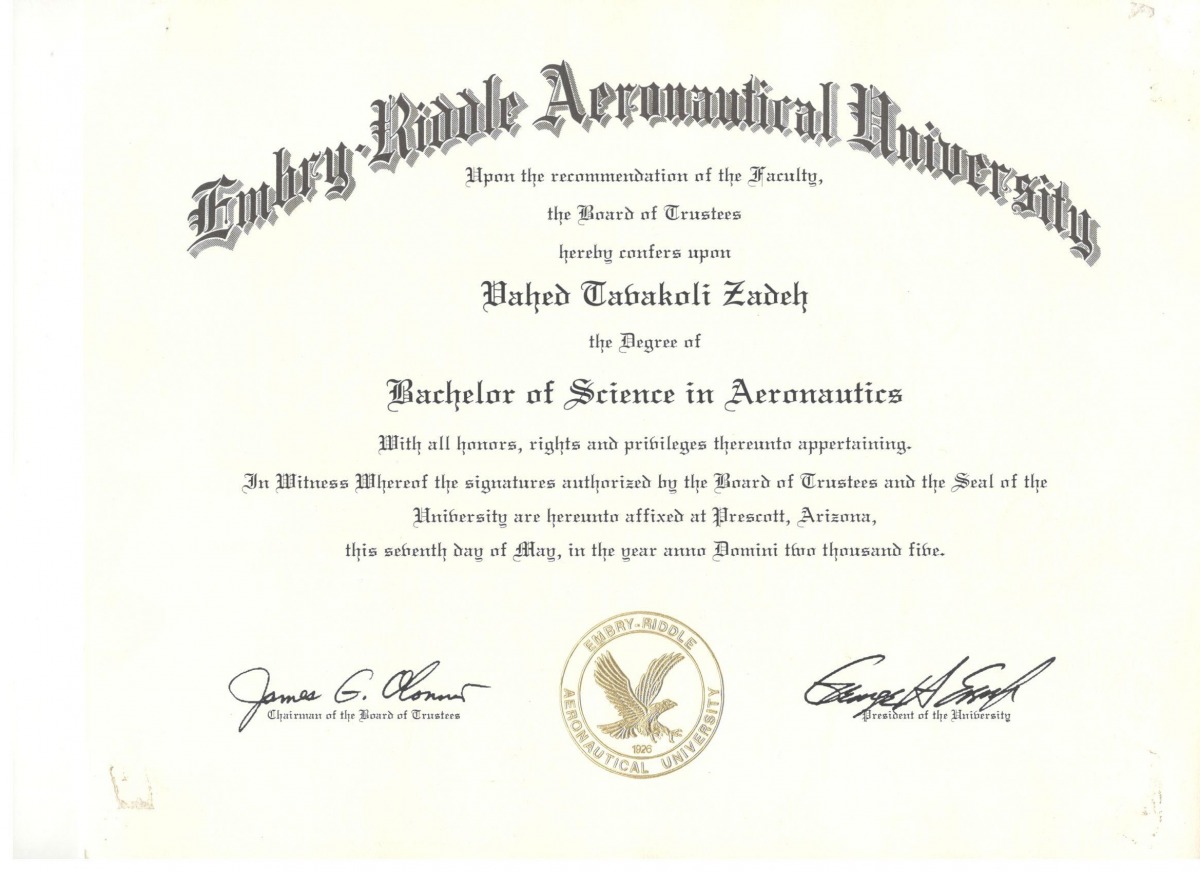 Embry-Riddle Aeronautical University
Upon the recommendation of the Faculty,
the Board of Trustees
hereby confers upon
Vahed Tavakoli Zadeh
the Degree of
Bachelor of Science in Aeronautics
With all honors, rights and privileges thereunto appertaining.
In Witness Whereof the signatures authorized by the Board of Trustees and the Seal of the
University are hereunto affixed at Prescott, Arizona,
this seventh day of May, in the year anno Domini two thousand five.
James G.
Chairman of the Board of Trustees
EMBRY-RIDDLE
AERONAUTICAL UNIVERSITY
1926
George H
President of the University